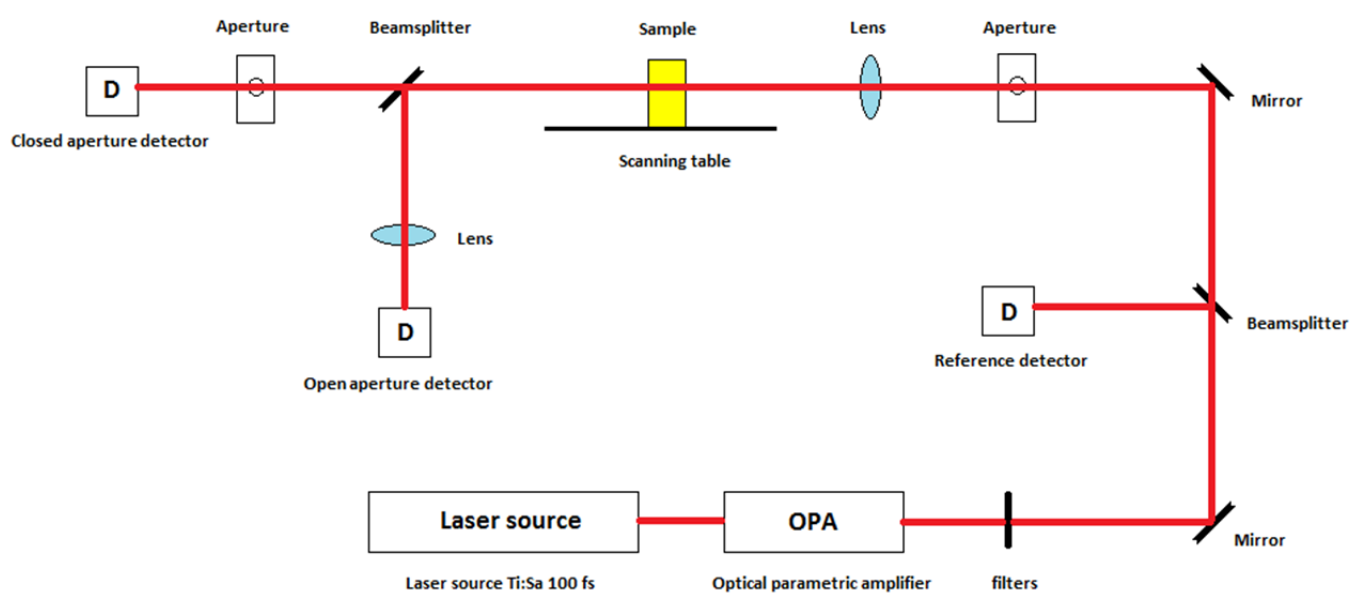 Aperture
Beamsplitter
Sample
Lens
Aperture
D
Mirror
Closed aperture detector
Scanning table
Lens
D
Beamsplitter
D
Reference detector
Open aperture detector
Laser source
OPA
Mirror
Laser source Ti:Sa 100 fs
Optical parametric amplifier
filters